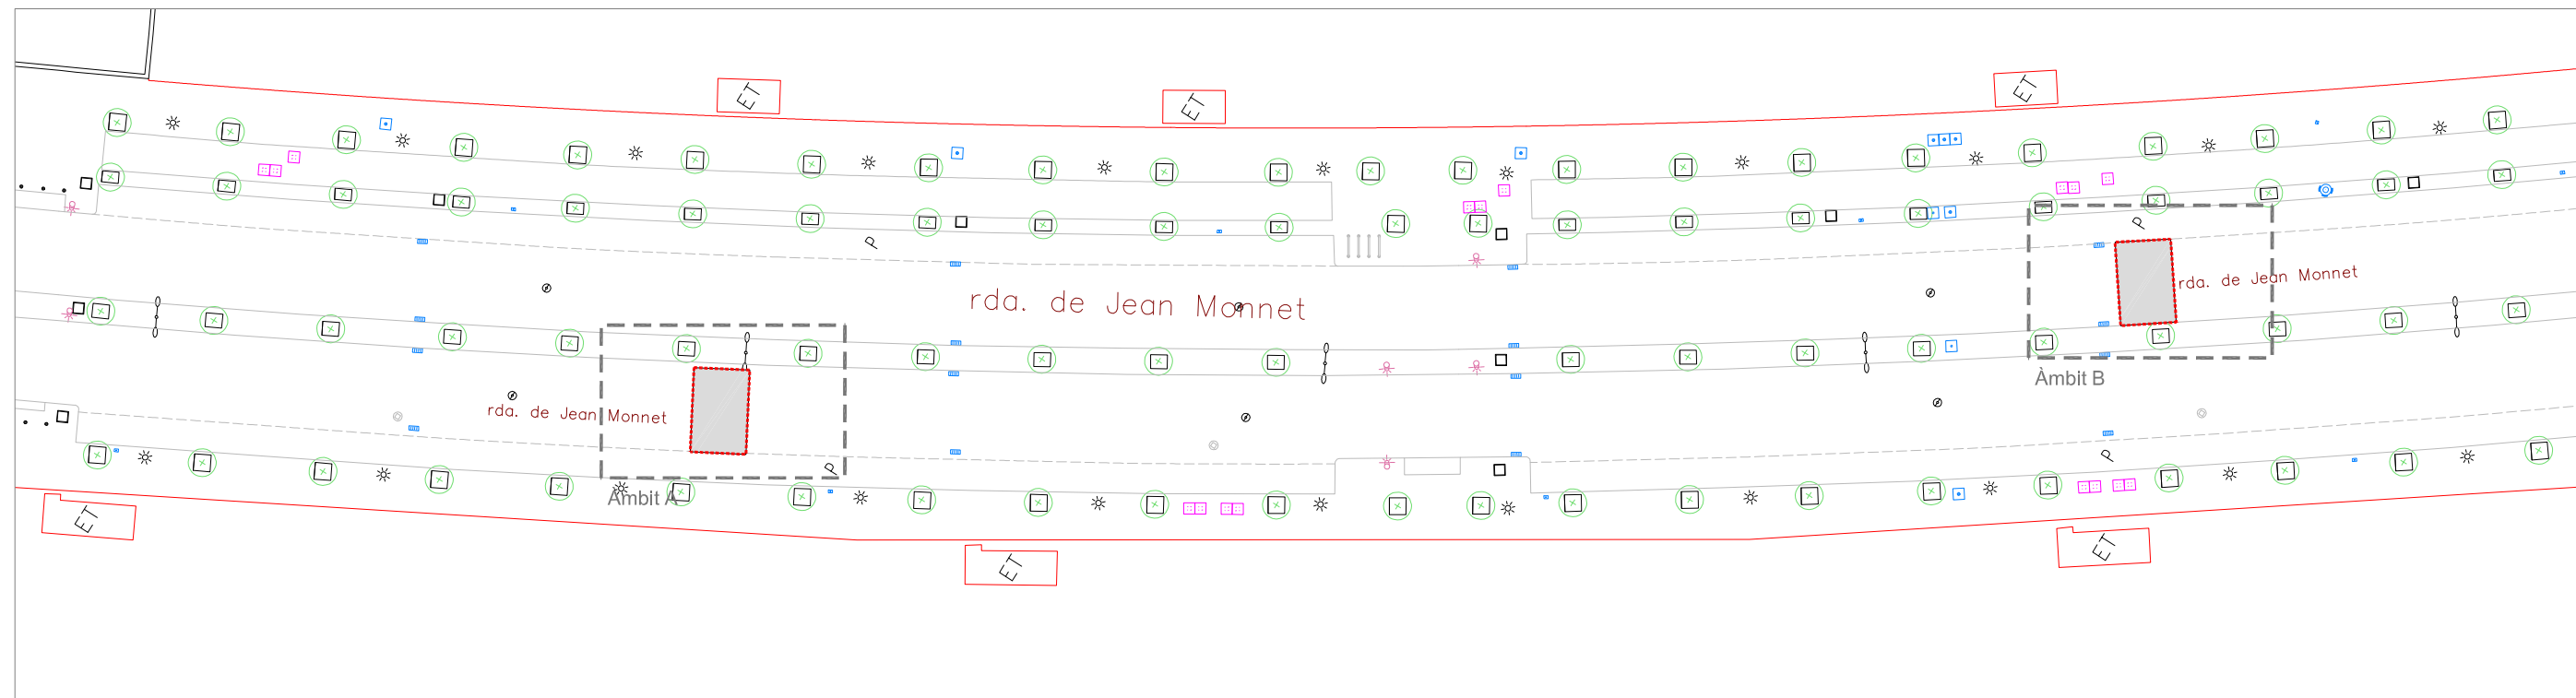 ET
ET
ET
P
P
rda. de Jean Monnet
rda. de Jean Monnet
Àmbit B
rda. de Jean Monnet
P
P
Àmbit A
ET
ET
ET